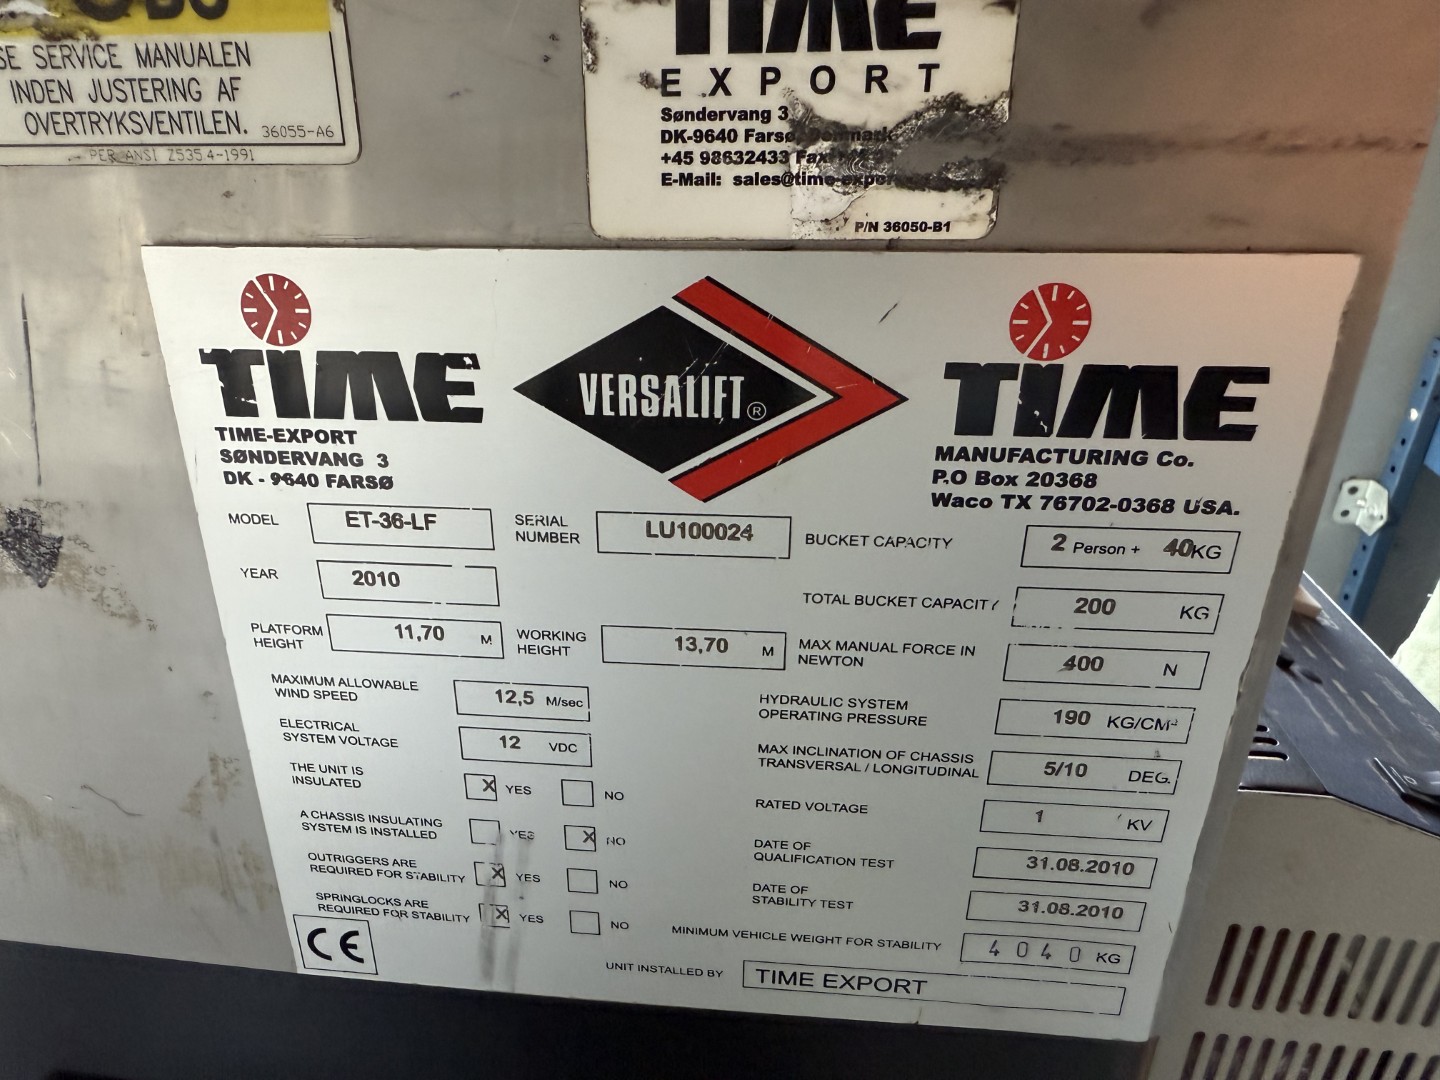 SE SERVICE MANUALEN
INDEN JUSTERING AF
OVERTRYKSVENTILEN. 36055-A6
PER ANSI Z535.4-1991
TIME
EXPORT
Søndervang 3
DK-9640 Farsø, Denmark
+45 98632433 Fax
E-Mail: sales@time-export
P/N 36050-B1
TIME
TIME-EXPORT
SØNDERVANG 3
DK - 9640 FARSØ
VERSALIFT®
TIME
MANUFACTURING Co.
P.O Box 20368
Waco TX 76702-0368 USA.
MODEL ET-36-LF
SERIAL NUMBER LU100024
BUCKET CAPACITY 2 Person + 40KG
YEAR 2010
TOTAL BUCKET CAPACITY 200 KG
PLATFORM HEIGHT 11,70 M
WORKING HEIGHT 13,70 M
MAX MANUAL FORCE IN NEWTON 400 N
MAXIMUM ALLOWABLE WIND SPEED 12,5 M/sec
HYDRAULIC SYSTEM OPERATING PRESSURE 190 KG/CM²
ELECTRICAL SYSTEM VOLTAGE 12 VDC
MAX INCLINATION OF CHASSIS TRANSVERSAL / LONGITUDINAL 5/10 DEG.
THE UNIT IS INSULATED X YES NO
RATED VOLTAGE 1 KV
A CHASSIS INSULATING SYSTEM IS INSTALLED YES X NO
DATE OF QUALIFICATION TEST 31.08.2010
OUTRIGGERS ARE REQUIRED FOR STABILITY X YES NO
DATE OF STABILITY TEST 31.08.2010
SPRINGLOCKS ARE REQUIRED FOR STABILITY X YES NO
MINIMUM VEHICLE WEIGHT FOR STABILITY 4040 KG
CE
UNIT INSTALLED BY TIME EXPORT